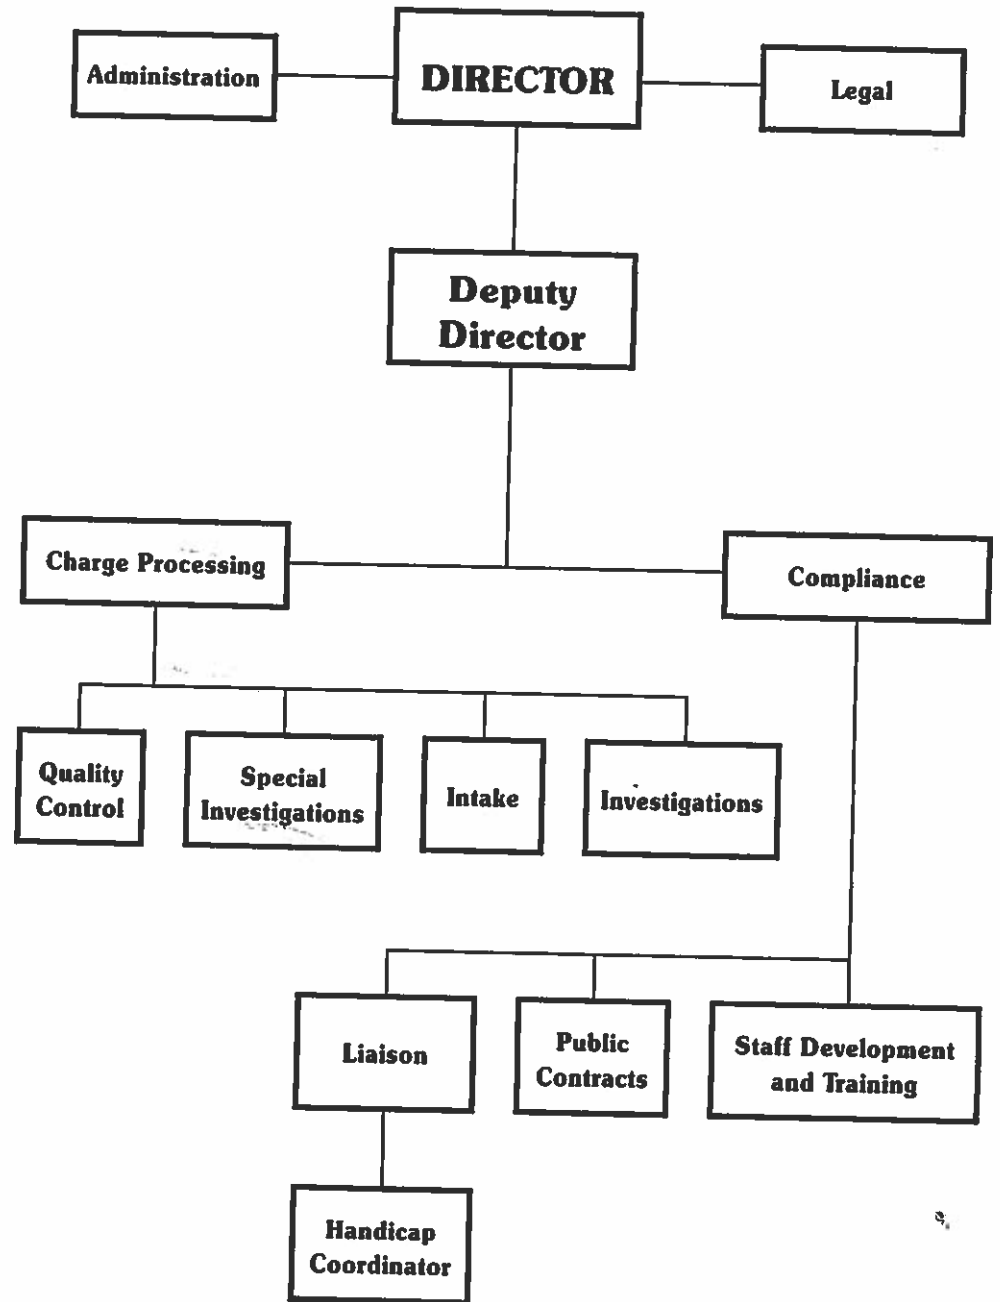 Administration
DIRECTOR
Legal
Deputy
Director
Charge Processing
Compliance
Quality
Control
Special
Investigations
Intake
Investigations
Liaison
Public
Contracts
Staff Development
and Training
Handicap
Coordinator